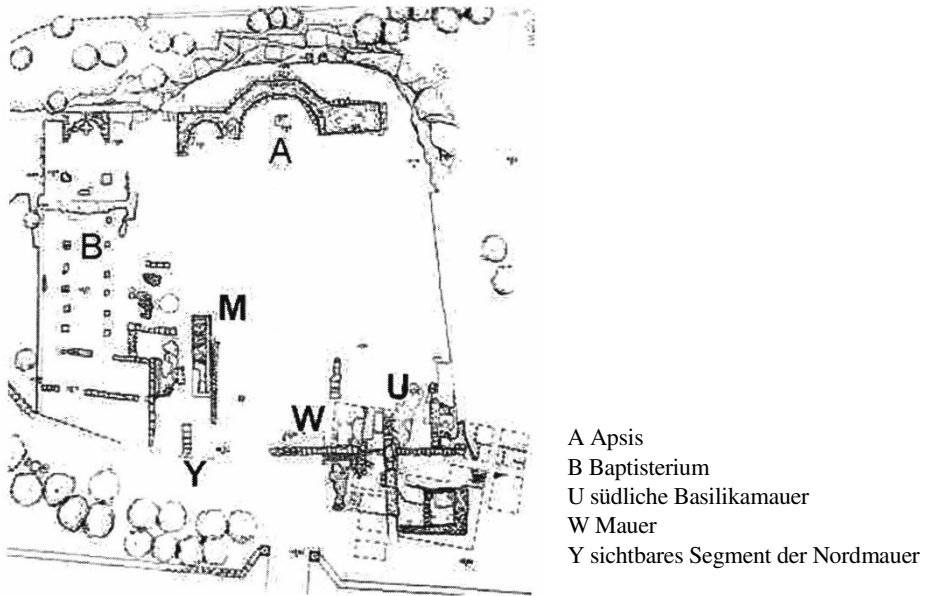 A
B
M
U
W
Y
A Apsis
B Baptisterium
U südliche Basilikamauer
W Mauer
Y sichtbares Segment der Nordmauer